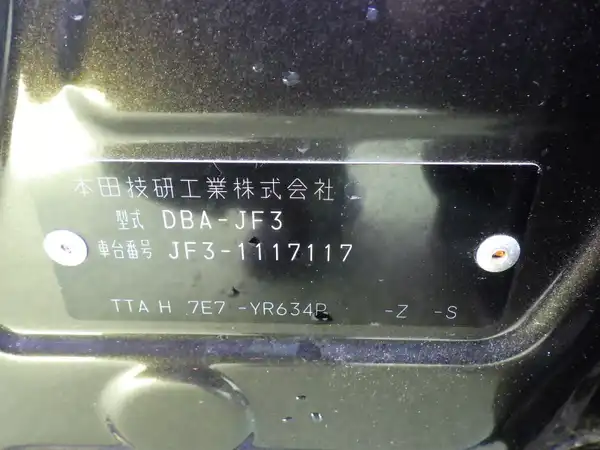 本田技研工業株式会社
型式 DBA-JF3
車台番号 JF3-1117117
TTA H 7E7 -YR634P -Z -S